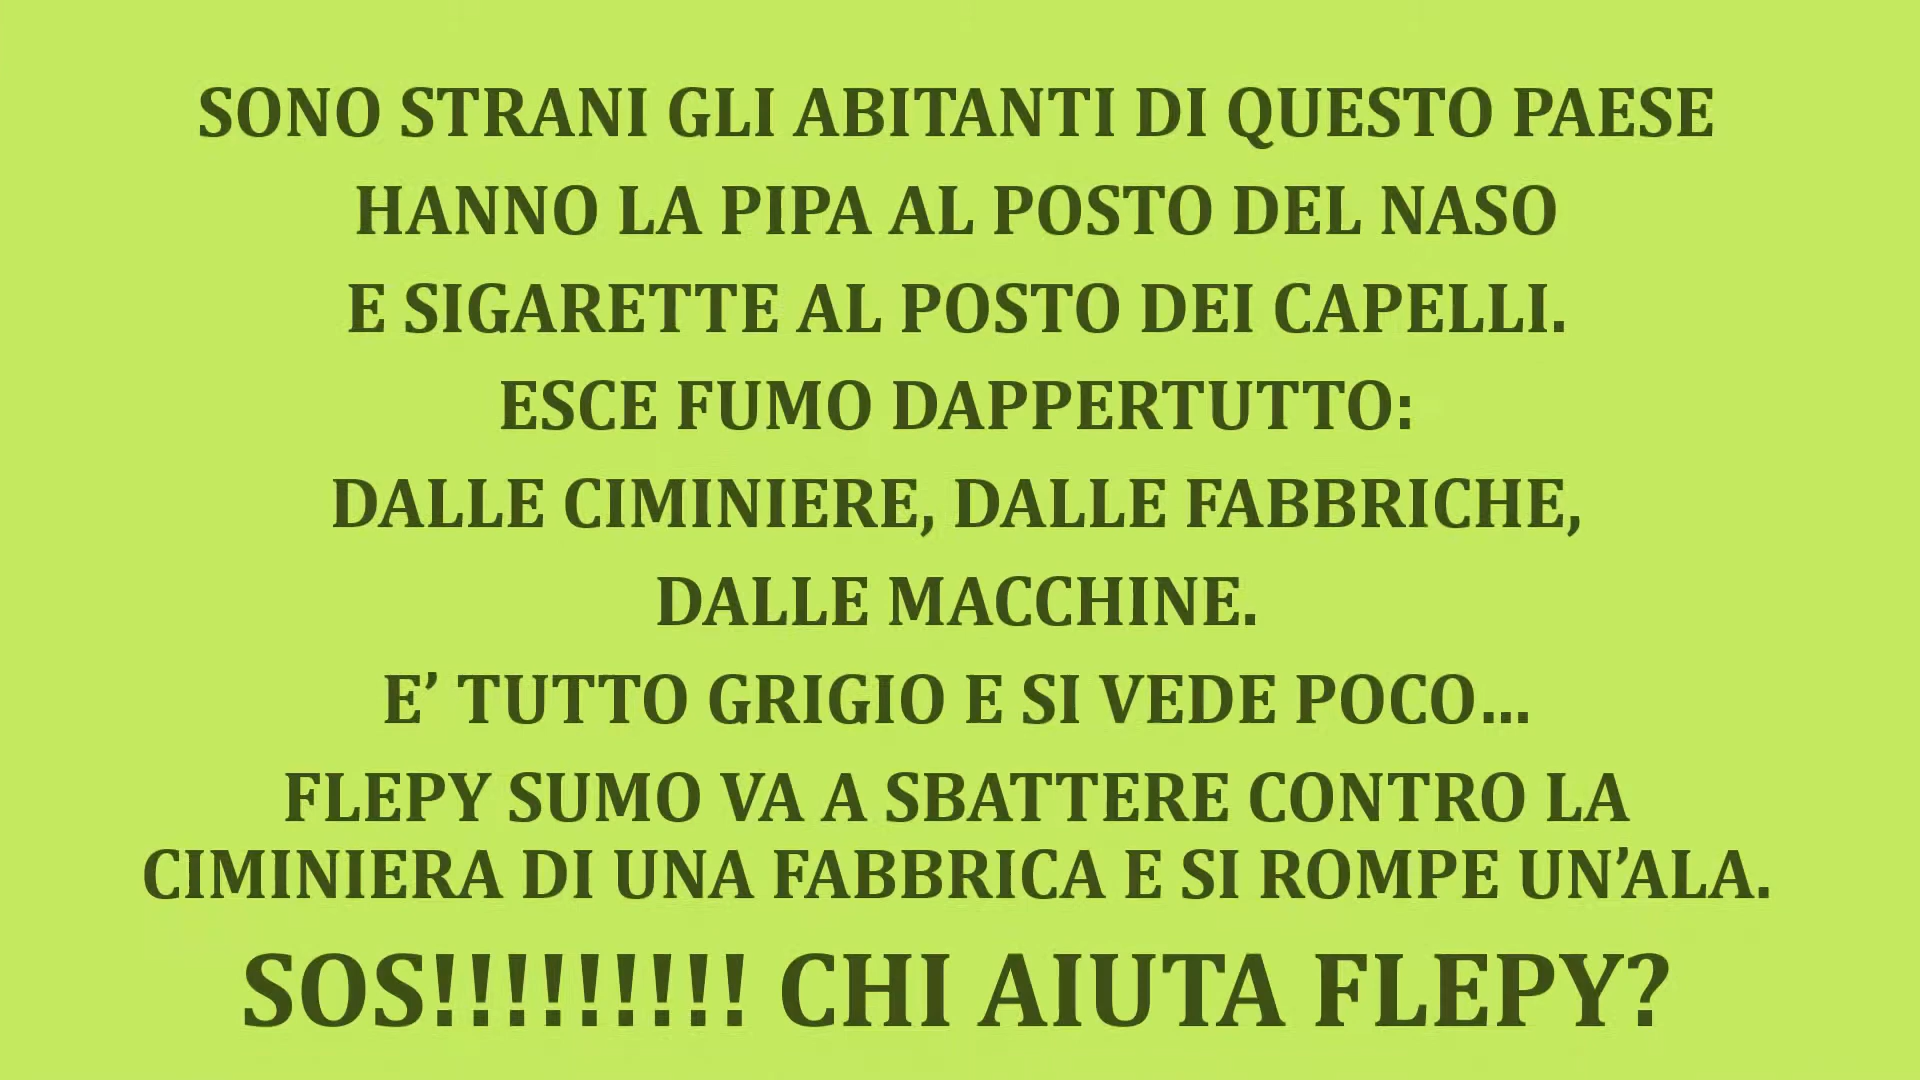 SONO STRANI GLI ABITANTI DI QUESTO PAESE
HANNO LA PIPA AL POSTO DEL NASO
E SIGARETTE AL POSTO DEI CAPELLI.
ESCE FUMO DAPPERTUTTO:
DALLE CIMINIERE, DALLE FABBRICHE,
DALLE MACCHINE.
E’ TUTTO GRIGIO E SI VEDE POCO…
FLEPY SUMO VA A SBATTERE CONTRO LA
CIMINIERA DI UNA FABBRICA E SI ROMPE UN’ALA.
SOS!!!!!!!!! CHI AIUTA FLEPY?